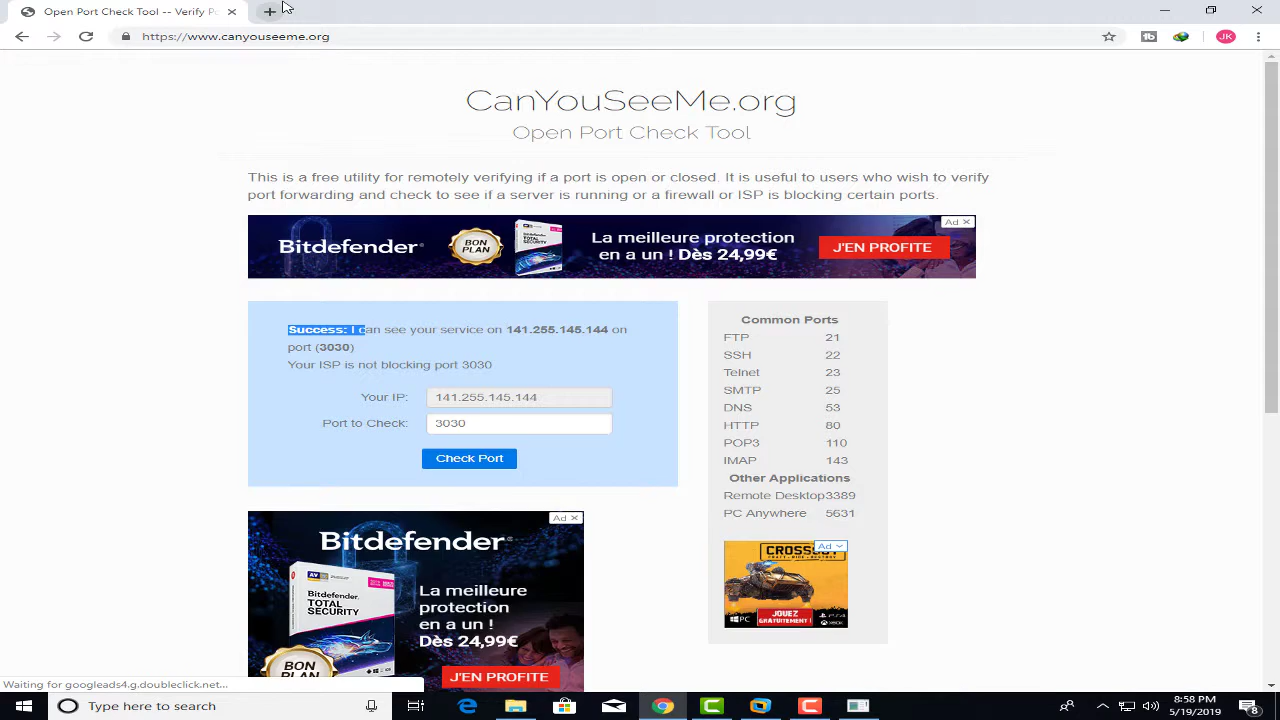 Open Port Check Tool -- Verify Po
https://www.canyouseeme.org
JK
CanYouSeeMe.org
Open Port Check Tool
This is a free utility for remotely verifying if a port is open or closed. It is useful to users who wish to verify
port forwarding and check to see if a server is running or a firewall or ISP is blocking certain ports.
Ad
Bitdefender
BON
PLAN
La meilleure protection
en a un ! Dès 24,99€
J'EN PROFITE
Success: I can see your service on 141.255.145.144 on
port (3030)
Your ISP is not blocking port 3030
Your IP: 141.255.145.144
Port to Check: 3030
Check Port
Common Ports
FTP 21
SSH 22
Telnet 23
SMTP 25
DNS 53
HTTP 80
POP3 110
IMAP 143
Other Applications
Remote Desktop3389
PC Anywhere 5631
Ad
Bitdefender
Bitdefender
TOTAL
SECURITY
BON
PLAN
La meilleure
protection
en a un !
Dès 24,99€
J'EN PROFITE
Ad
CROSSOUT
JOUEZ
GRATUITEMENT !
PC
PS4
XBOX
Waiting for googleads4.g.doubleclick.net...
Type here to search
8:58 PM
5/19/2019
8